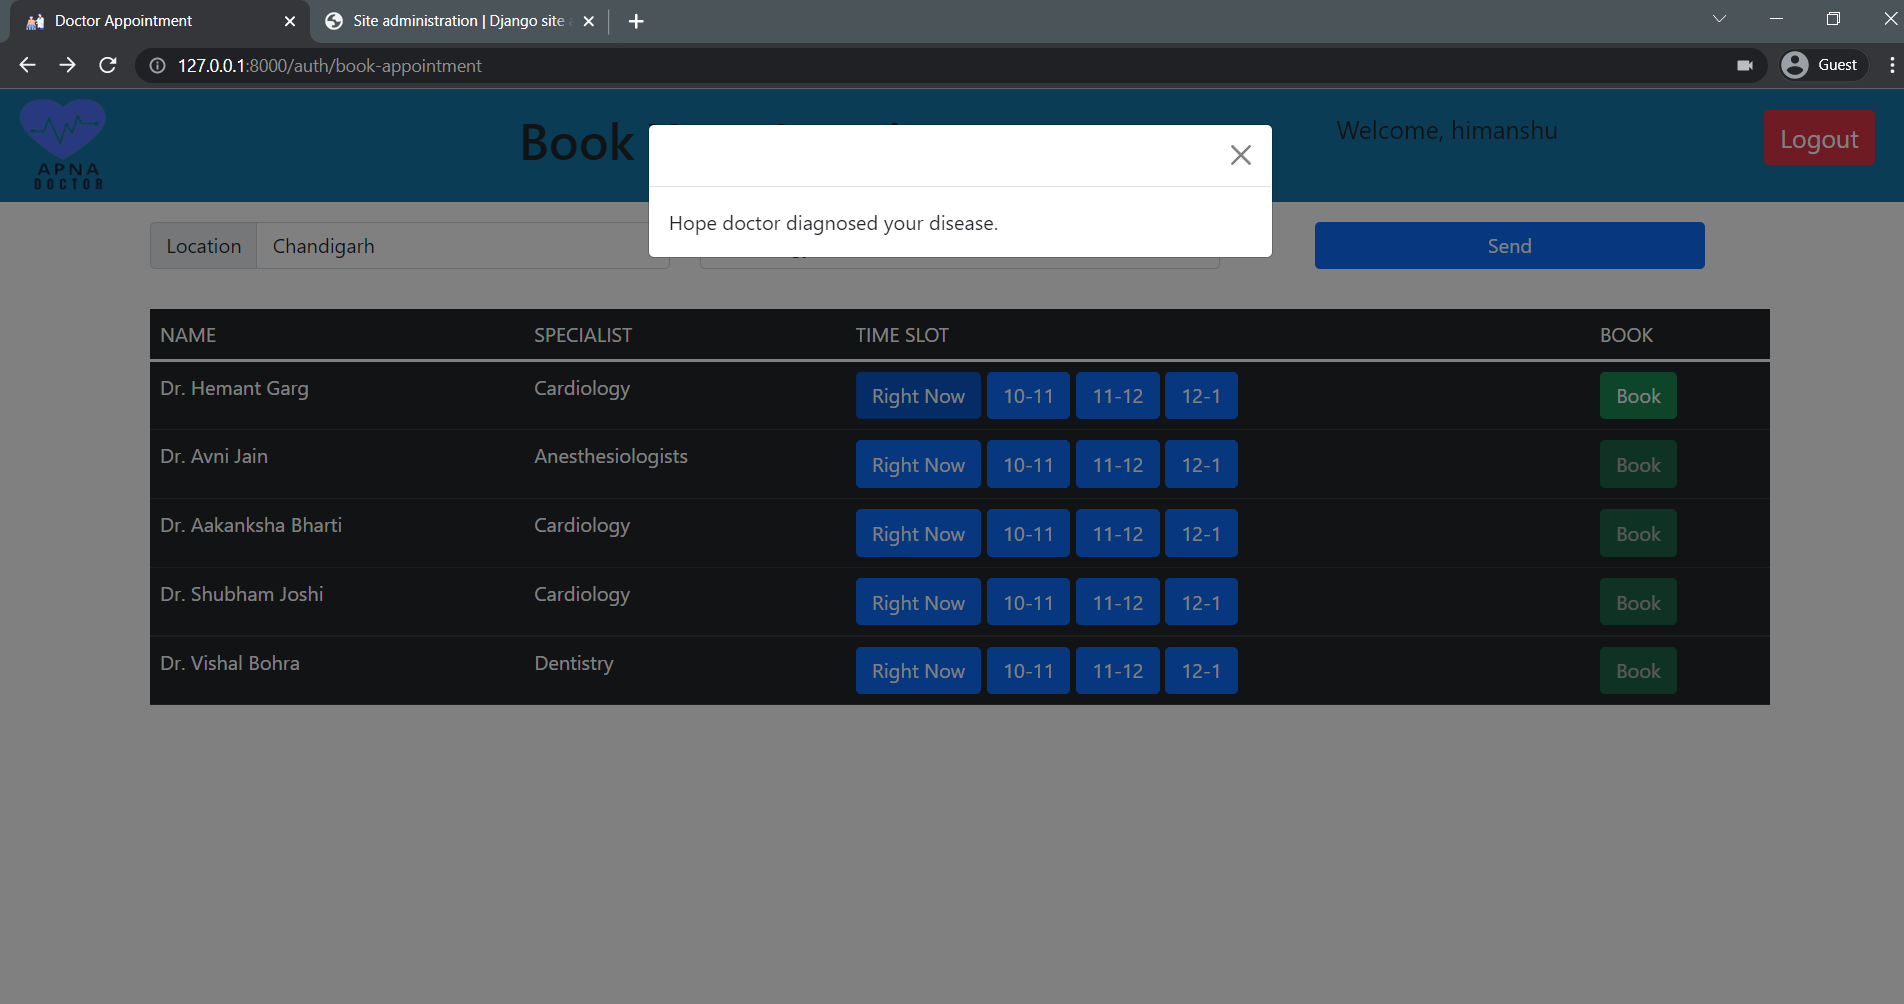 Doctor Appointment
Site administration | Django site
127.0.0.1:8000/auth/book-appointment
Guest
APNA
DOCTOR
Book
Welcome, himanshu
Logout
Hope doctor diagnosed your disease.
Location Chandigarh
Send
NAME SPECIALIST TIME SLOT BOOK
Dr. Hemant Garg Cardiology Right Now 10-11 11-12 12-1 Book
Dr. Avni Jain Anesthesiologists Right Now 10-11 11-12 12-1 Book
Dr. Aakanksha Bharti Cardiology Right Now 10-11 11-12 12-1 Book
Dr. Shubham Joshi Cardiology Right Now 10-11 11-12 12-1 Book
Dr. Vishal Bohra Dentistry Right Now 10-11 11-12 12-1 Book